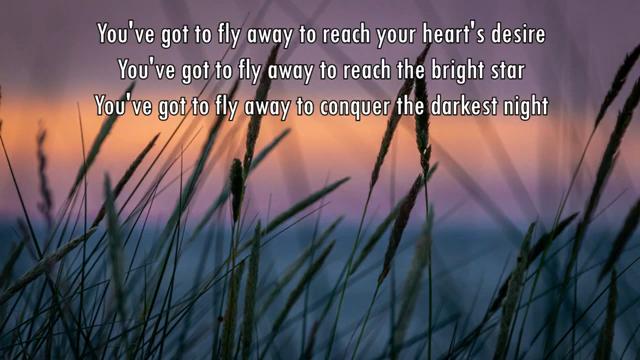 You've got to fly away to reach your heart's desire
You've got to fly away to reach the bright star
You've got to fly away to conquer the darkest night